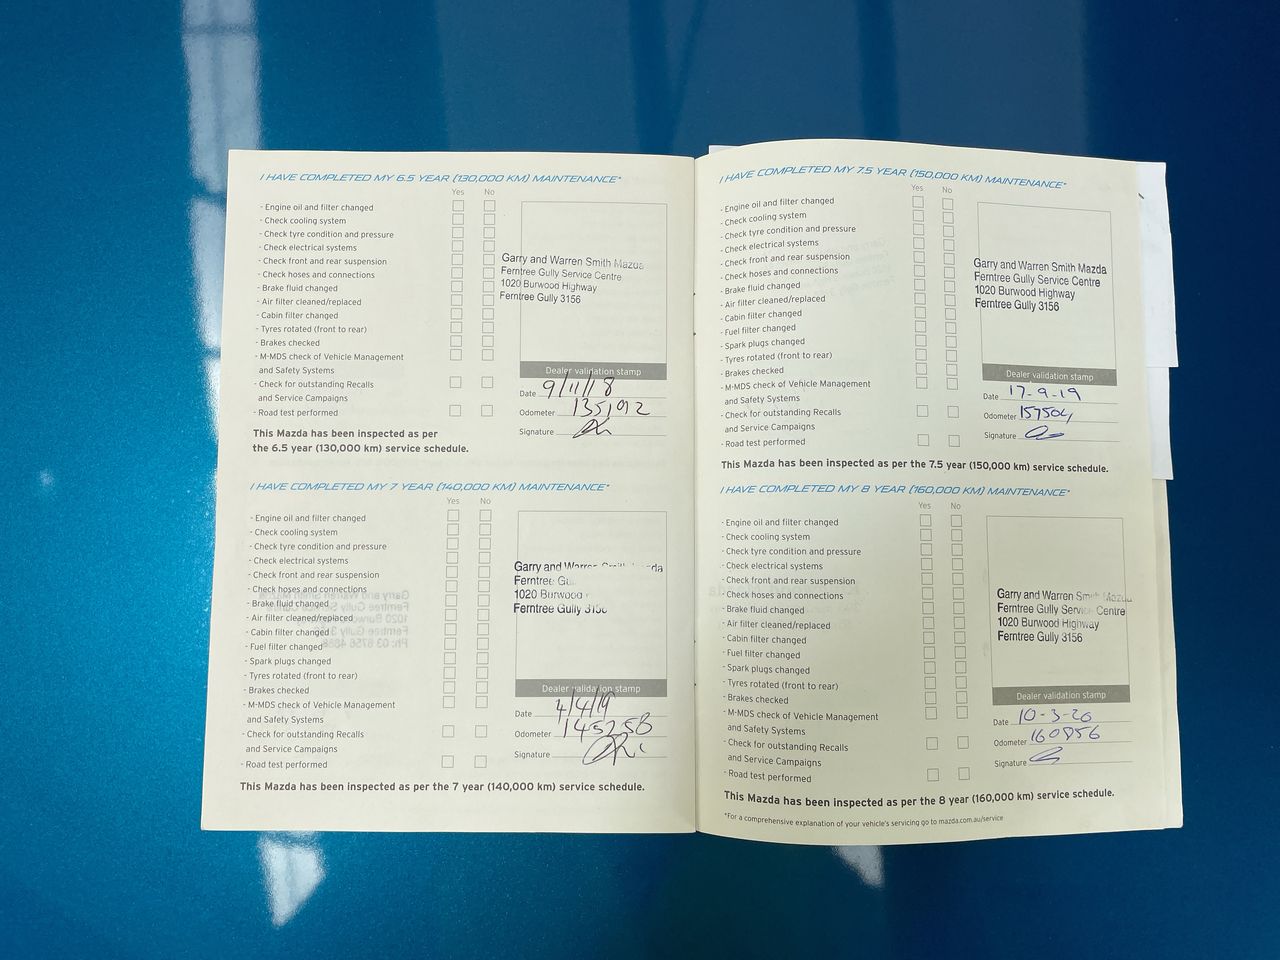 I HAVE COMPLETED MY 6.5 YEAR (130,000 KM) MAINTENANCE*
Yes No
- Engine oil and filter changed
- Check cooling system
- Check tyre condition and pressure
- Check electrical systems
- Check front and rear suspension
- Check hoses and connections
- Brake fluid changed
- Air filter cleaned/replaced
- Cabin filter changed
- Tyres rotated (front to rear)
- Brakes checked
- M-MDS check of Vehicle Management
and Safety Systems
- Check for outstanding Recalls
and Service Campaigns
- Road test performed
Garry and Warren Smith Mazda
Ferntree Gully Service Centre
1020 Burwood Highway
Ferntree Gully 3156
Dealer validation stamp
Date 9/11/18
Odometer 135,192
Signature
This Mazda has been inspected as per
the 6.5 year (130,000 km) service schedule.
I HAVE COMPLETED MY 7 YEAR (140,000 KM) MAINTENANCE*
Yes No
- Engine oil and filter changed
- Check cooling system
- Check tyre condition and pressure
- Check electrical systems
- Check front and rear suspension
- Check hoses and connections
- Brake fluid changed
- Air filter cleaned/replaced
- Cabin filter changed
- Fuel filter changed
- Spark plugs changed
- Tyres rotated (front to rear)
- Brakes checked
- M-MDS check of Vehicle Management
and Safety Systems
- Check for outstanding Recalls
and Service Campaigns
- Road test performed
Garry and Warren
Ferntree
1020 Burwood
Ferntree Gully
Dealer validation stamp
Date 4/4/19
Odometer 145258
Signature
This Mazda has been inspected as per the 7 year (140,000 km) service schedule.
I HAVE COMPLETED MY 7.5 YEAR (150,000 KM) MAINTENANCE*
Yes No
- Engine oil and filter changed
- Check cooling system
- Check tyre condition and pressure
- Check electrical systems
- Check front and rear suspension
- Check hoses and connections
- Brake fluid changed
- Air filter cleaned/replaced
- Cabin filter changed
- Fuel filter changed
- Spark plugs changed
- Tyres rotated (front to rear)
- Brakes checked
- M-MDS check of Vehicle Management
and Safety Systems
- Check for outstanding Recalls
and Service Campaigns
- Road test performed
Garry and Warren Smith Mazda
Ferntree Gully Service Centre
1020 Burwood Highway
Ferntree Gully 3156
Dealer validation stamp
Date 17-9-19
Odometer 157504
Signature
This Mazda has been inspected as per the 7.5 year (150,000 km) service schedule.
I HAVE COMPLETED MY 8 YEAR (160,000 KM) MAINTENANCE*
Yes No
- Engine oil and filter changed
- Check cooling system
- Check tyre condition and pressure
- Check electrical systems
- Check front and rear suspension
- Check hoses and connections
- Brake fluid changed
- Air filter cleaned/replaced
- Cabin filter changed
- Fuel filter changed
- Spark plugs changed
- Tyres rotated (front to rear)
- Brakes checked
- M-MDS check of Vehicle Management
and Safety Systems
- Check for outstanding Recalls
and Service Campaigns
- Road test performed
Garry and Warren Smith Mazda
Ferntree Gully Service Centre
1020 Burwood Highway
Ferntree Gully 3156
Dealer validation stamp
Date 10-3-20
Odometer 160856
Signature
This Mazda has been inspected as per the 8 year (160,000 km) service schedule.
*For a comprehensive explanation of your vehicle's servicing go to mazda.com.au/service